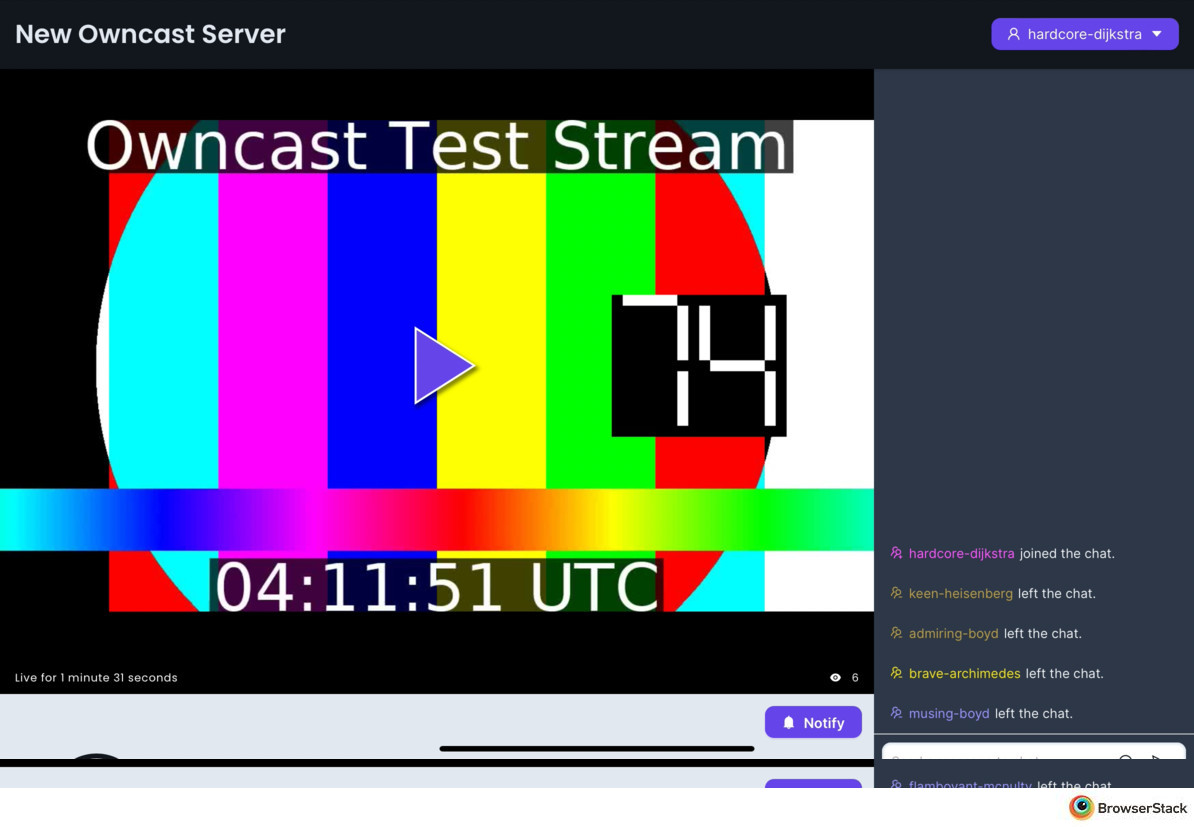 New Owncast Server
hardcore-dijkstra
Owncast Test Stream
74
04:11:51 UTC
Live for 1 minute 31 seconds
6
Notify
hardcore-dijkstra joined the chat.
keen-heisenberg left the chat.
admiring-boyd left the chat.
brave-archimedes left the chat.
musing-boyd left the chat.
flamboyant-mcnulty left the chat.
BrowserStack